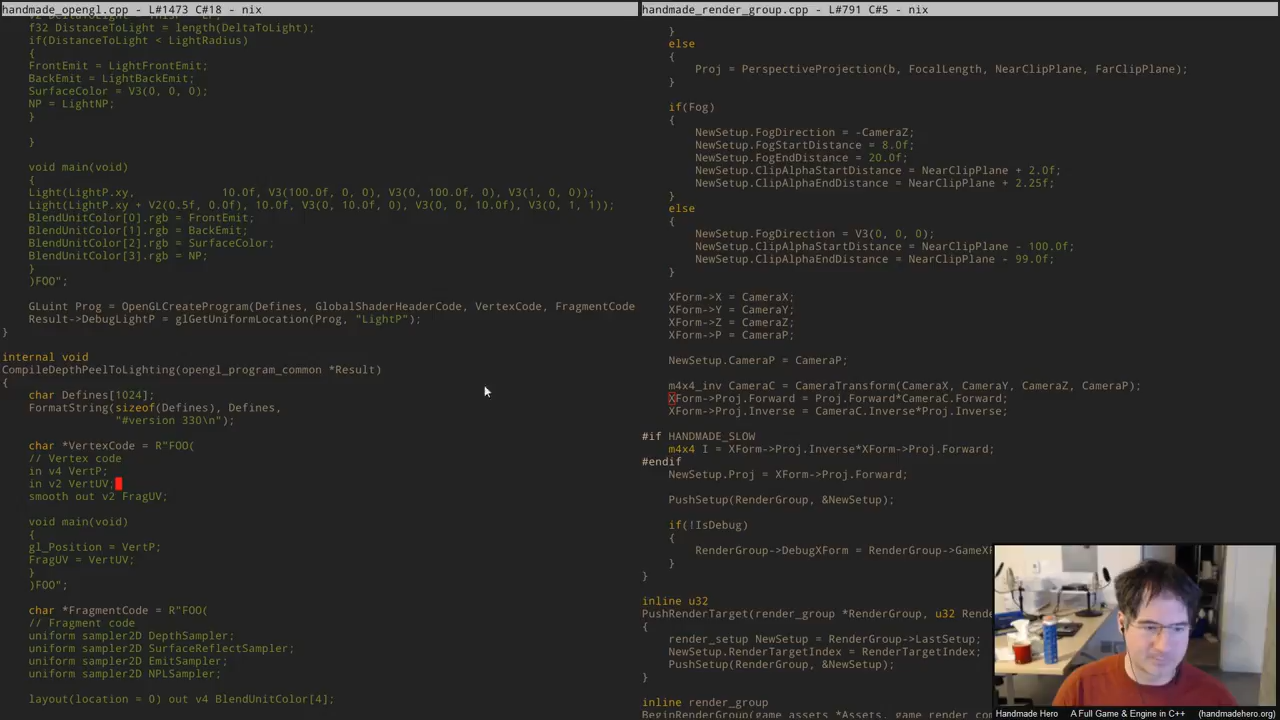 handmade_opengl.cpp - L#1473 C#18 - nix
f32 DistanceToLight = length(DeltaToLight);
if(DistanceToLight < LightRadius)
{
FrontEmit = LightFrontEmit;
BackEmit = LightBackEmit;
SurfaceColor = V3(0, 0, 0);
NP = LightNP;
}
}
void main(void)
{
Light(LightP.xy,             10.0f, V3(100.0f, 0, 0), V3(0, 100.0f, 0), V3(1, 0, 0));
Light(LightP.xy + V2(0.5f, 0.0f), 10.0f, V3(0, 10.0f, 0), V3(0, 0, 10.0f), V3(0, 1, 1));
BlendUnitColor[0].rgb = FrontEmit;
BlendUnitColor[1].rgb = BackEmit;
BlendUnitColor[2].rgb = SurfaceColor;
BlendUnitColor[3].rgb = NP;
}
)FOO";
GLuint Prog = OpenGLCreateProgram(Defines, GlobalShaderHeaderCode, VertexCode, FragmentCode
Result->DebugLightP = glGetUniformLocation(Prog, "LightP");
}
internal void
CompileDepthPeelToLighting(opengl_program_common *Result)
{
char Defines[1024];
FormatString(sizeof(Defines), Defines,
"#version 330\n");
char *VertexCode = R"FOO(
// Vertex code
in v4 VertP;
in v2 VertUV;
smooth out v2 FragUV;
void main(void)
{
gl_Position = VertP;
FragUV = VertUV;
}
)FOO";
char *FragmentCode = R"FOO(
// Fragment code
uniform sampler2D DepthSampler;
uniform sampler2D SurfaceReflectSampler;
uniform sampler2D EmitSampler;
uniform sampler2D NPLSampler;
layout(location = 0) out v4 BlendUnitColor[4];
handmade_render_group.cpp - L#791 C#5 - nix
}
else
{
Proj = PerspectiveProjection(b, FocalLength, NearClipPlane, FarClipPlane);
}
if(Fog)
{
NewSetup.FogDirection = -CameraZ;
NewSetup.FogStartDistance = 8.0f;
NewSetup.FogEndDistance = 20.0f;
NewSetup.ClipAlphaStartDistance = NearClipPlane + 2.0f;
NewSetup.ClipAlphaEndDistance = NearClipPlane + 2.25f;
}
else
{
NewSetup.FogDirection = V3(0, 0, 0);
NewSetup.ClipAlphaStartDistance = NearClipPlane - 100.0f;
NewSetup.ClipAlphaEndDistance = NearClipPlane - 99.0f;
}
XForm->X = CameraX;
XForm->Y = CameraY;
XForm->Z = CameraZ;
XForm->P = CameraP;
NewSetup.CameraP = CameraP;
m4x4_inv CameraC = CameraTransform(CameraX, CameraY, CameraZ, CameraP);
XForm->Proj.Forward = Proj.Forward*CameraC.Forward;
XForm->Proj.Inverse = CameraC.Inverse*Proj.Inverse;
#if HANDMADE_SLOW
m4x4 I = XForm->Proj.Inverse*XForm->Proj.Forward;
#endif
NewSetup.Proj = XForm->Proj.Forward;
PushSetup(RenderGroup, &NewSetup);
if(!IsDebug)
{
RenderGroup->DebugXForm = RenderGroup->GameXF
}
}
inline u32
PushRenderTarget(render_group *RenderGroup, u32 Rende
{
render_setup NewSetup = RenderGroup->LastSetup;
NewSetup.RenderTargetIndex = RenderTargetIndex;
PushSetup(RenderGroup, &NewSetup);
}
inline render_group
BeginRenderGroup(game_assets *Assets, game_render_com
Handmade Hero     A Full Game & Engine in C++     (handmadehero.org)